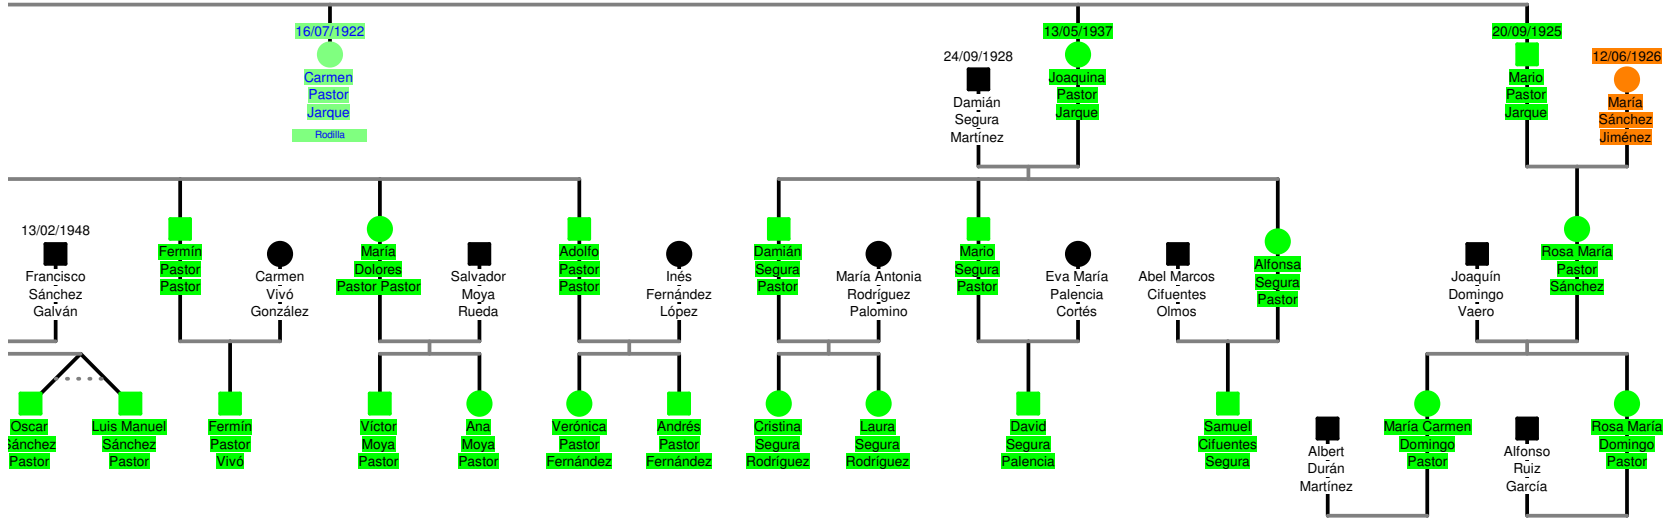 16/07/1922
Carmen
Pastor
Jarque
Rodilla
24/09/1928
Damián
Segura
Martínez
13/05/1937
Joaquina
Pastor
Jarque
20/09/1925
Mario
Pastor
Jarque
12/06/1926
María
Sánchez
Jiménez
13/02/1948
Francisco
Sánchez
Galván
Fermín
Pastor
Pastor
Carmen
Vivó
González
María
Dolores
Pastor Pastor
Salvador
Moya
Rueda
Adolfo
Pastor
Pastor
Inés
Fernández
López
Damián
Segura
Pastor
María Antonia
Rodríguez
Palomino
Mario
Segura
Pastor
Eva María
Palencia
Cortés
Abel Marcos
Cifuentes
Olmos
Alfonsa
Segura
Pastor
Joaquín
Domingo
Vaero
Rosa María
Pastor
Sánchez
Oscar
Sánchez
Pastor
Luis Manuel
Sánchez
Pastor
Fermín
Pastor
Vivó
Víctor
Moya
Pastor
Ana
Moya
Pastor
Verónica
Pastor
Fernández
Andrés
Pastor
Fernández
Cristina
Segura
Rodríguez
Laura
Segura
Rodríguez
David
Segura
Palencia
Samuel
Cifuentes
Segura
Albert
Durán
Martínez
María Carmen
Domingo
Pastor
Alfonso
Ruiz
García
Rosa María
Domingo
Pastor